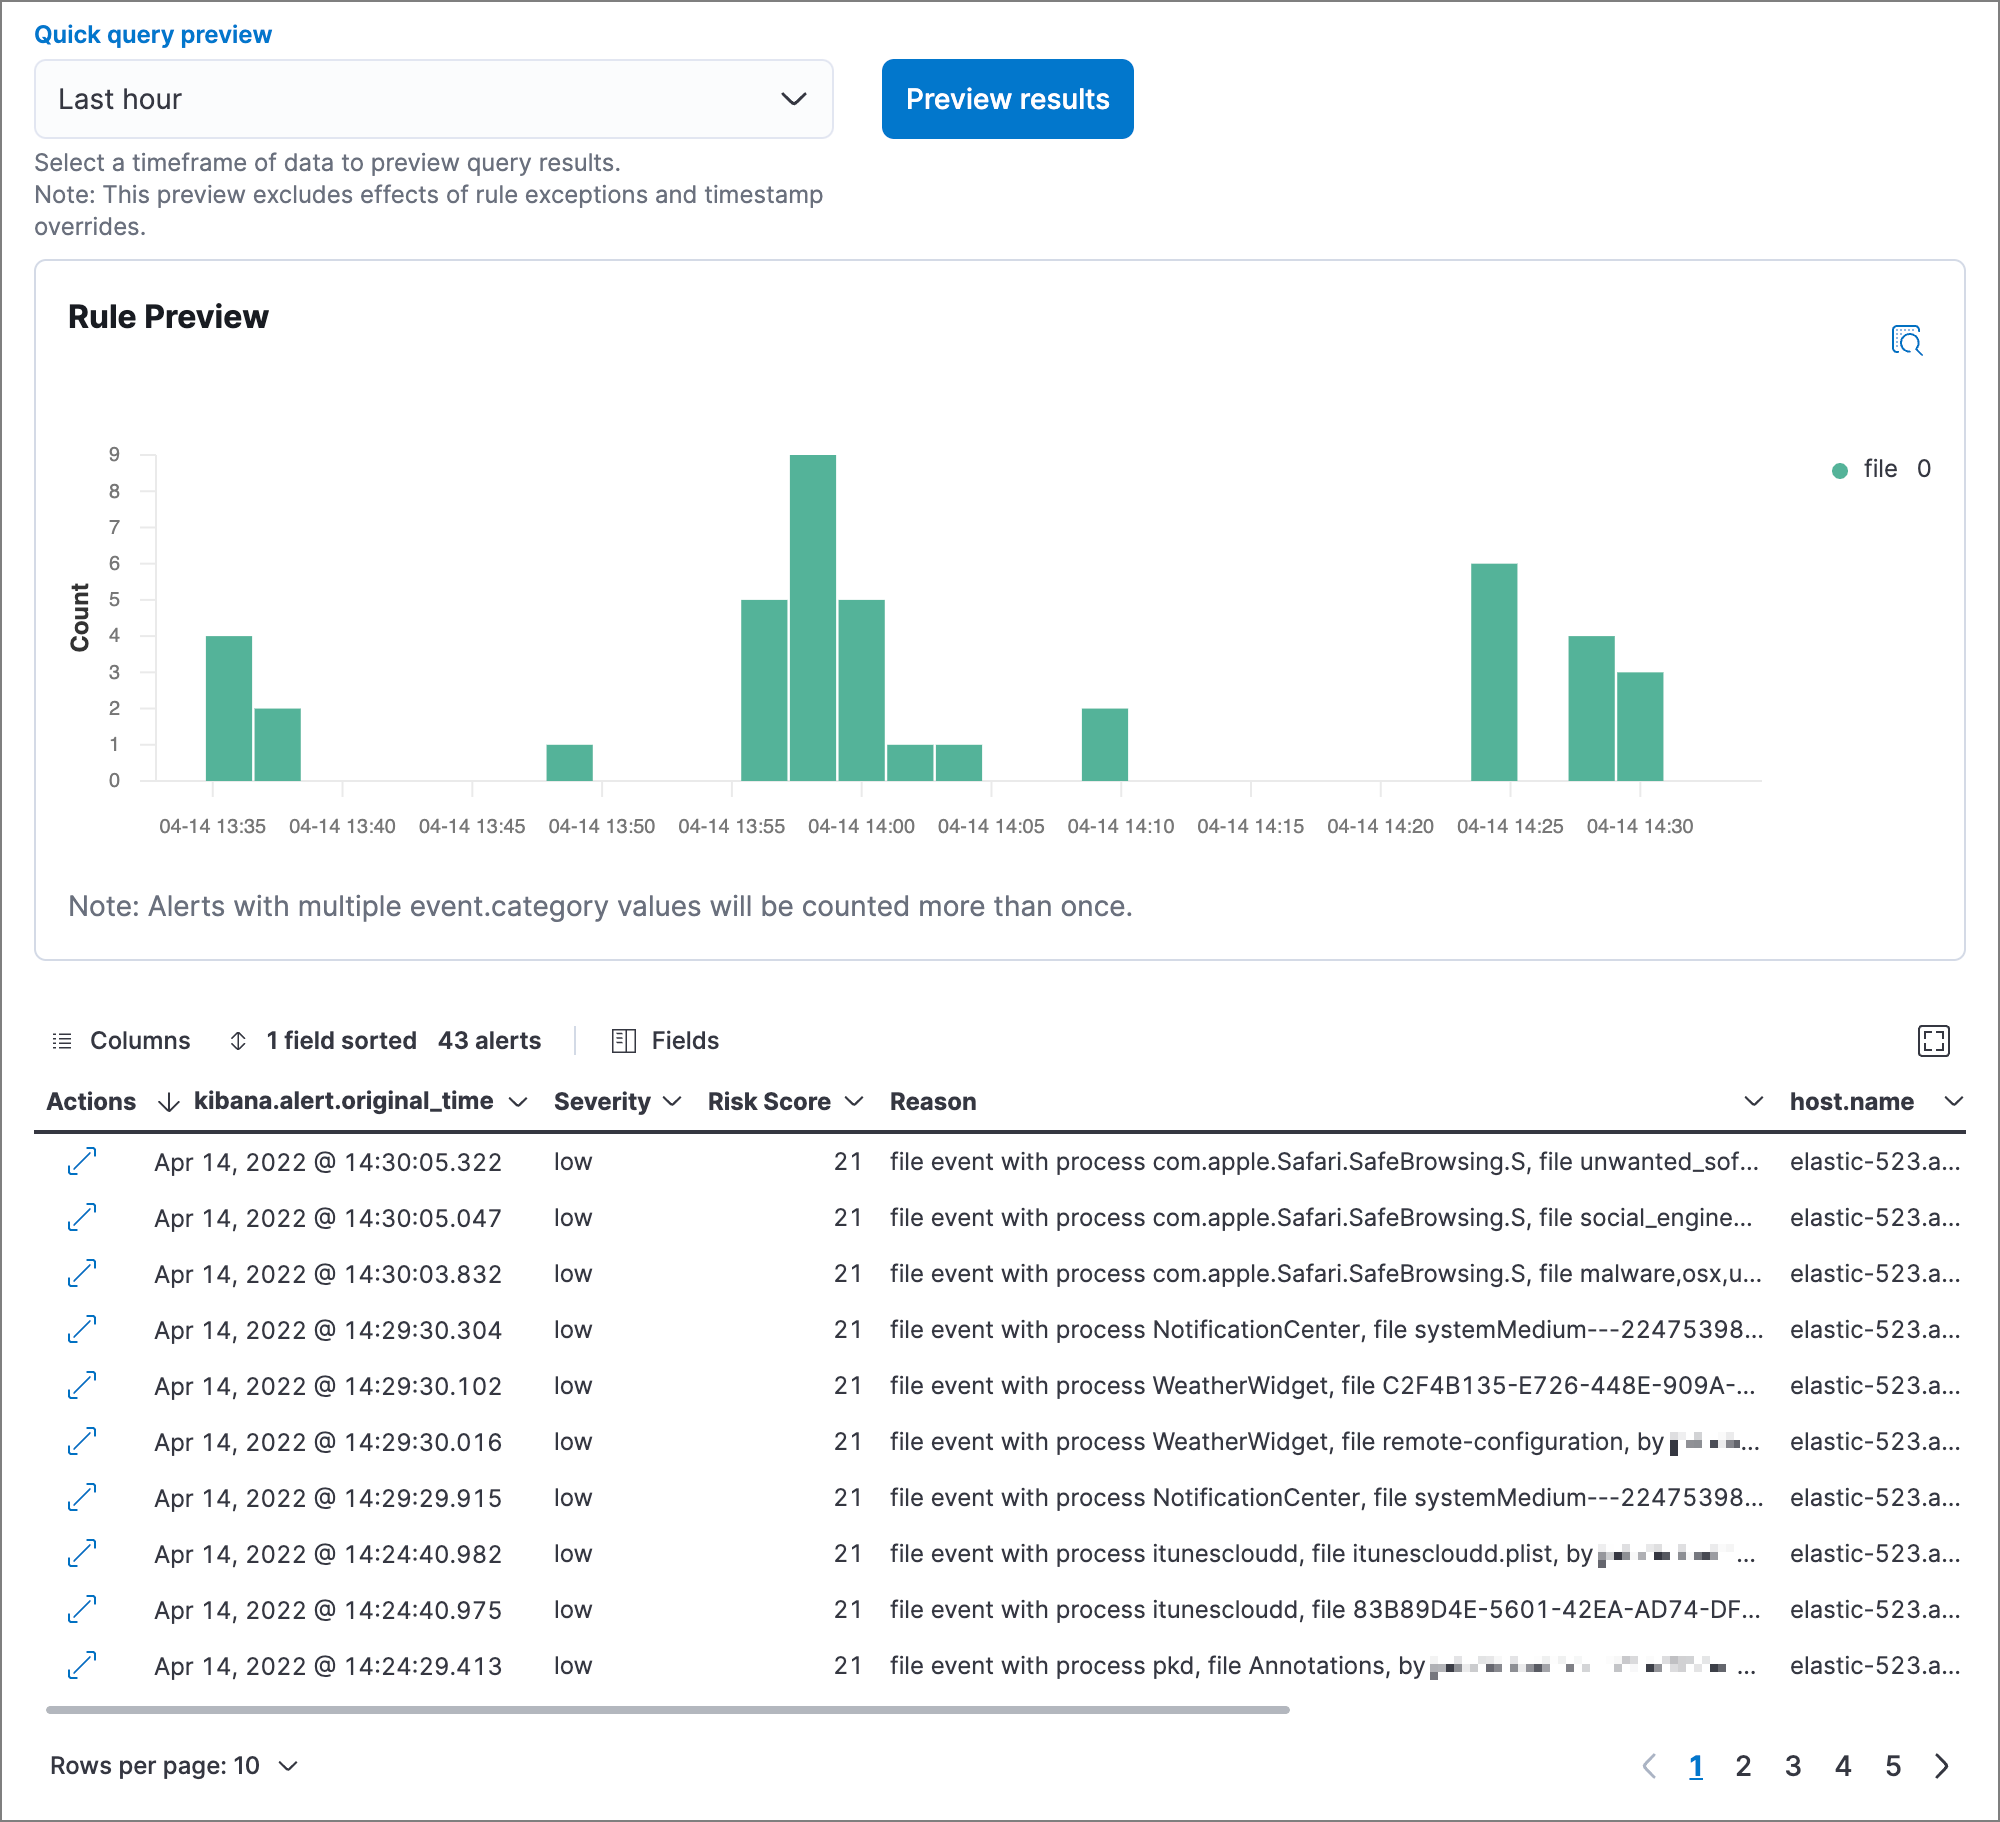 Quick query preview
Last hour
Preview results
Select a timeframe of data to preview query results.
Note: This preview excludes effects of rule exceptions and timestamp
overrides.
Rule Preview
9
8
7
6
5
4
3
2
1
0
Count
file 0
04-14 13:35 04-14 13:40 04-14 13:45 04-14 13:50 04-14 13:55 04-14 14:00 04-14 14:05 04-14 14:10 04-14 14:15 04-14 14:20 04-14 14:25 04-14 14:30
Note: Alerts with multiple event.category values will be counted more than once.
Columns 1 field sorted 43 alerts Fields
Actions kibana.alert.original_time Severity Risk Score Reason host.name
Apr 14, 2022 @ 14:30:05.322 low 21 file event with process com.apple.Safari.SafeBrowsing.S, file unwanted_sof... elastic-523.a...
Apr 14, 2022 @ 14:30:05.047 low 21 file event with process com.apple.Safari.SafeBrowsing.S, file social_engine... elastic-523.a...
Apr 14, 2022 @ 14:30:03.832 low 21 file event with process com.apple.Safari.SafeBrowsing.S, file malware,osx,u... elastic-523.a...
Apr 14, 2022 @ 14:29:30.304 low 21 file event with process NotificationCenter, file systemMedium---22475398... elastic-523.a...
Apr 14, 2022 @ 14:29:30.102 low 21 file event with process WeatherWidget, file C2F4B135-E726-448E-909A-... elastic-523.a...
Apr 14, 2022 @ 14:29:30.016 low 21 file event with process WeatherWidget, file remote-configuration, by ... elastic-523.a...
Apr 14, 2022 @ 14:29:29.915 low 21 file event with process NotificationCenter, file systemMedium---22475398... elastic-523.a...
Apr 14, 2022 @ 14:24:40.982 low 21 file event with process itunescloudd, file itunescloudd.plist, by ... elastic-523.a...
Apr 14, 2022 @ 14:24:40.975 low 21 file event with process itunescloudd, file 83B89D4E-5601-42EA-AD74-DF... elastic-523.a...
Apr 14, 2022 @ 14:24:29.413 low 21 file event with process pkd, file Annotations, by ... elastic-523.a...
Rows per page: 10
1 2 3 4 5